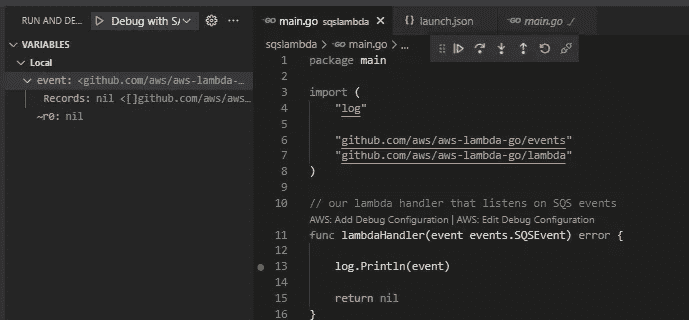 RUN AND DE... Debug with SA
VARIABLES
Local
event: <github.com/aws/aws-lambda-...
Records: nil <[]github.com/aws/aws...
~r0: nil
main.go sqslambda
launch.json
main.go ./
sqslambda > main.go > ...
1 package main
2
3 import (
4 "log"
5
6 "github.com/aws/aws-lambda-go/events"
7 "github.com/aws/aws-lambda-go/lambda"
8 )
9
10 // our lambda handler that listens on SQS events
AWS: Add Debug Configuration | AWS: Edit Debug Configuration
11 func lambdaHandler(event events.SQSEvent) error {
12
13 log.Println(event)
14
15 return nil
16 }